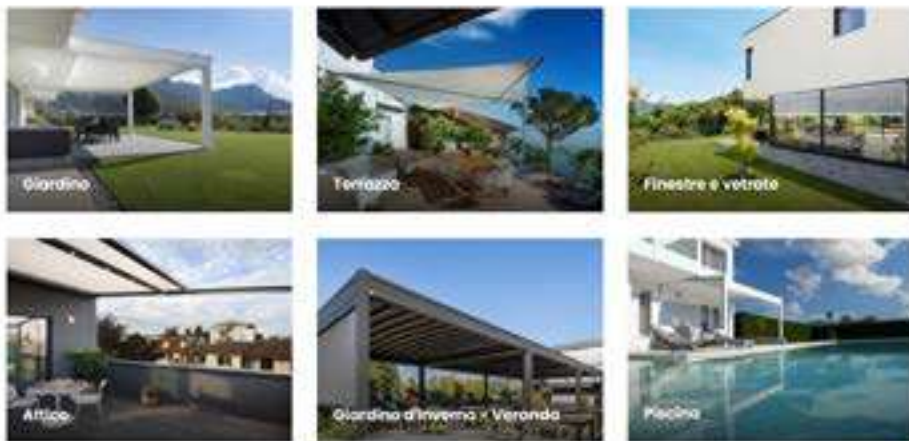 Giardino
Terrazzo
Finestre e vetrate
Attico
Giardino d'inverno - Veranda
Piscina